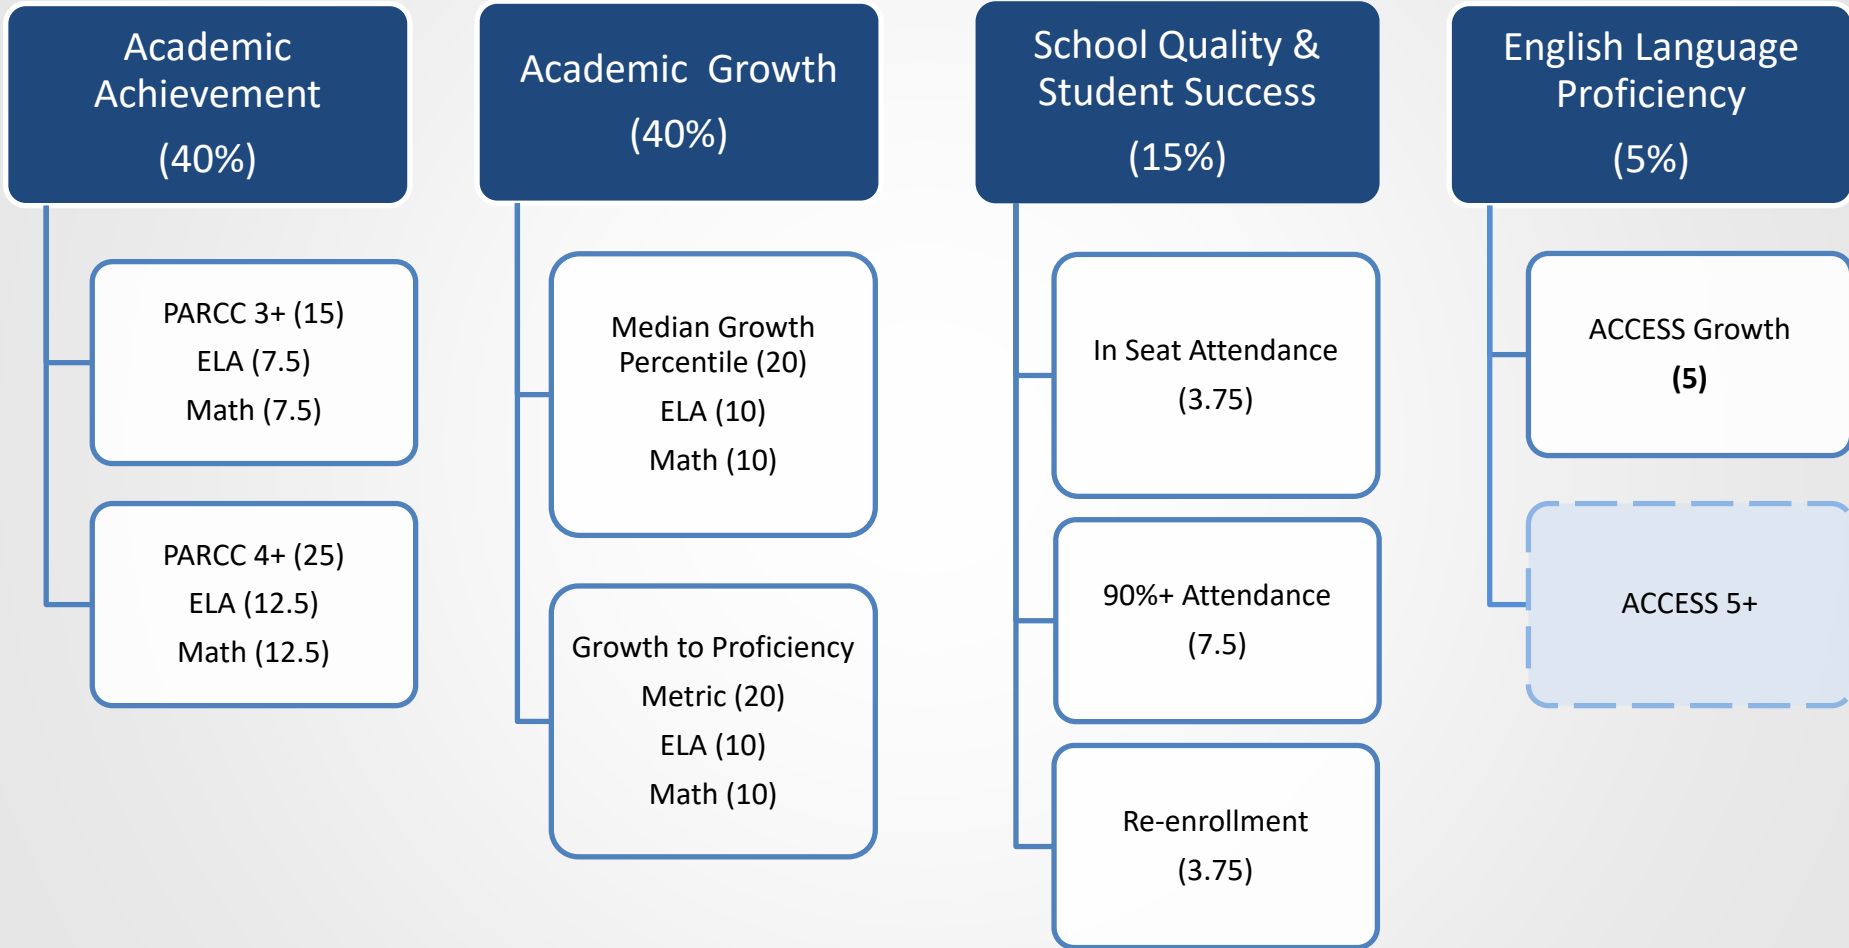 Academic
Achievement
(40%)
PARCC 3+ (15)
ELA (7.5)
Math (7.5)
PARCC 4+ (25)
ELA (12.5)
Math (12.5)
Academic Growth
(40%)
Median Growth
Percentile (20)
ELA (10)
Math (10)
Growth to Proficiency
Metric (20)
ELA (10)
Math (10)
School Quality &
Student Success
(15%)
In Seat Attendance
(3.75)
90%+ Attendance
(7.5)
Re-enrollment
(3.75)
English Language
Proficiency
(5%)
ACCESS Growth
(5)
ACCESS 5+